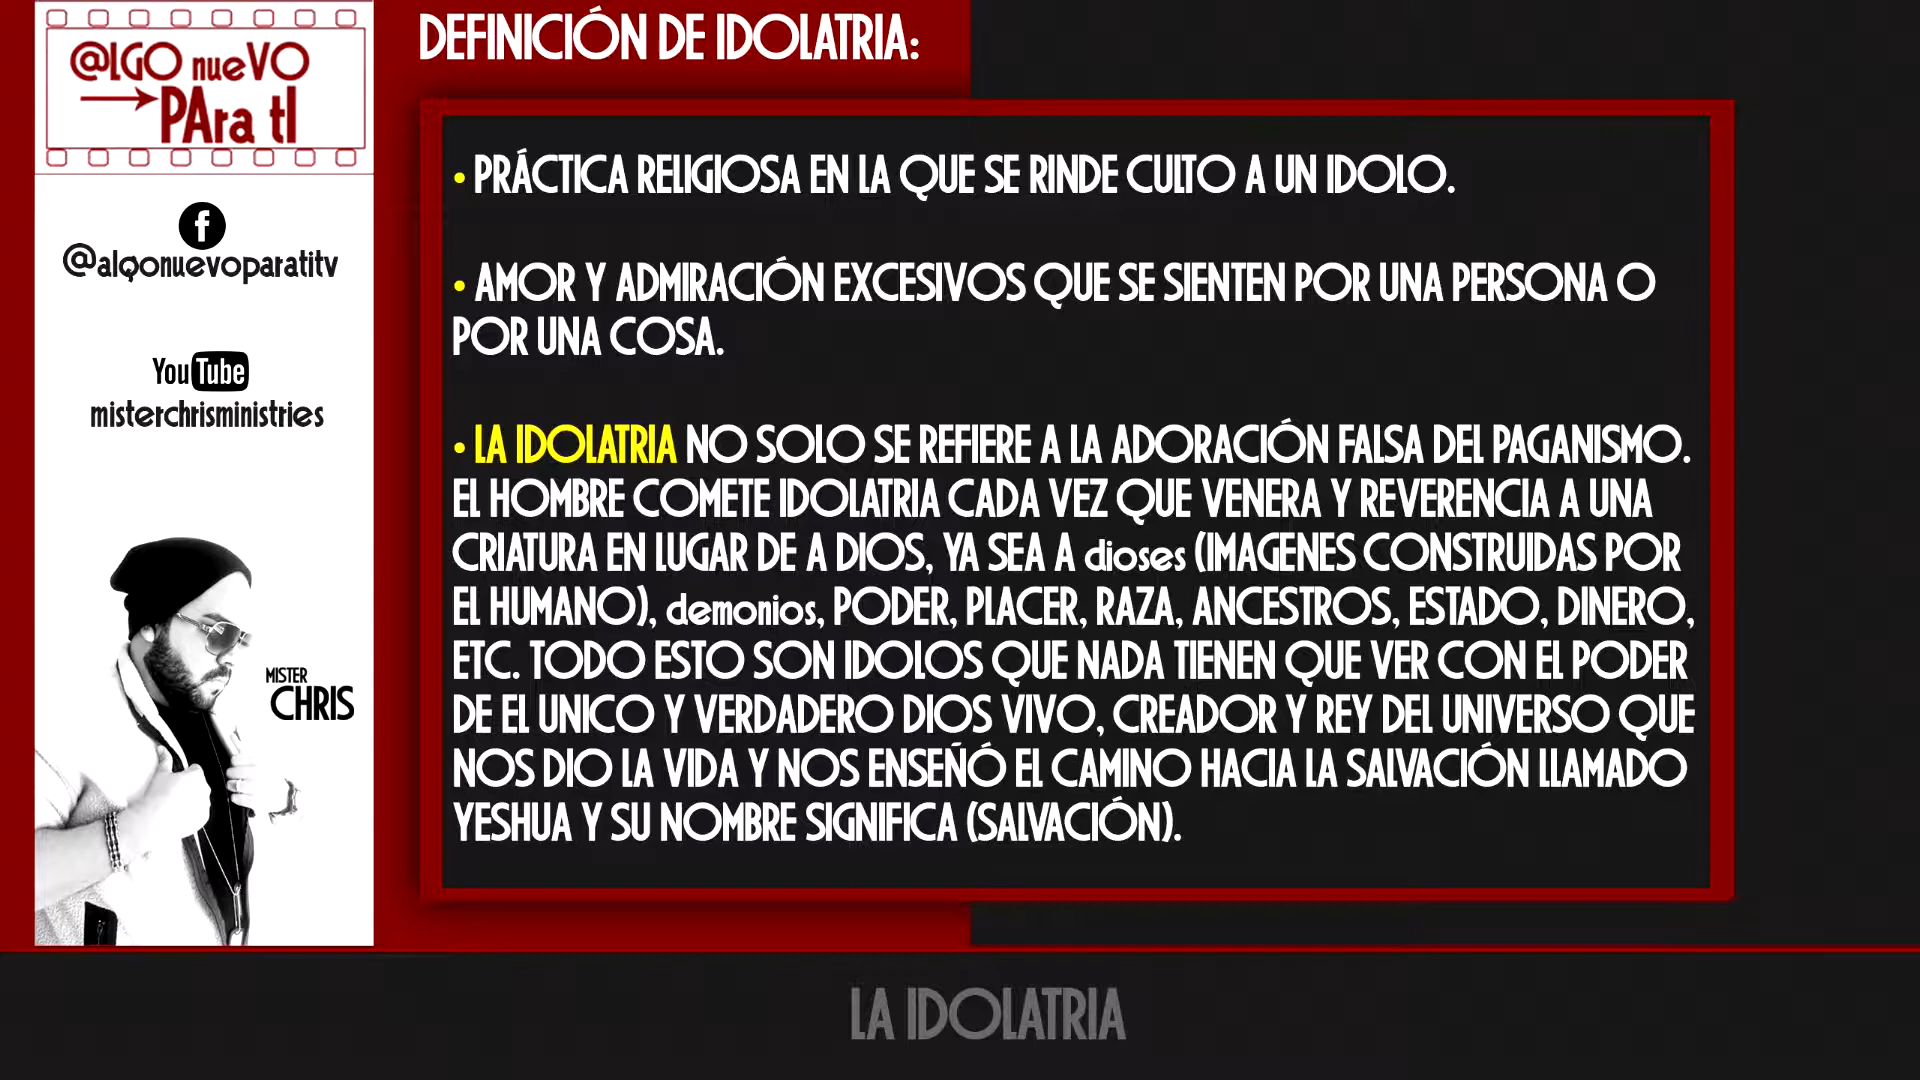 @LGO nueVO
PAra tI
f
@algonuevoparatitv
YouTube
misterchrisministries
MISTER
CHRIS
DEFINICIÓN DE IDOLATRIA:
• PRÁCTICA RELIGIOSA EN LA QUE SE RINDE CULTO A UN IDOLO.
• AMOR Y ADMIRACIÓN EXCESIVOS QUE SE SIENTEN POR UNA PERSONA O
POR UNA COSA.
• LA IDOLATRIA NO SOLO SE REFIERE A LA ADORACIÓN FALSA DEL PAGANISMO.
EL HOMBRE COMETE IDOLATRIA CADA VEZ QUE VENERA Y REVERENCIA A UNA
CRIATURA EN LUGAR DE A DIOS, YA SEA A dioses (IMAGENES CONSTRUIDAS POR
EL HUMANO), demonios, PODER, PLACER, RAZA, ANCESTROS, ESTADO, DINERO,
ETC. TODO ESTO SON IDOLOS QUE NADA TIENEN QUE VER CON EL PODER
DE EL UNICO Y VERDADERO DIOS VIVO, CREADOR Y REY DEL UNIVERSO QUE
NOS DIO LA VIDA Y NOS ENSEÑÓ EL CAMINO HACIA LA SALVACIÓN LLAMADO
YESHUA Y SU NOMBRE SIGNIFICA (SALVACIÓN).
LA IDOLATRIA